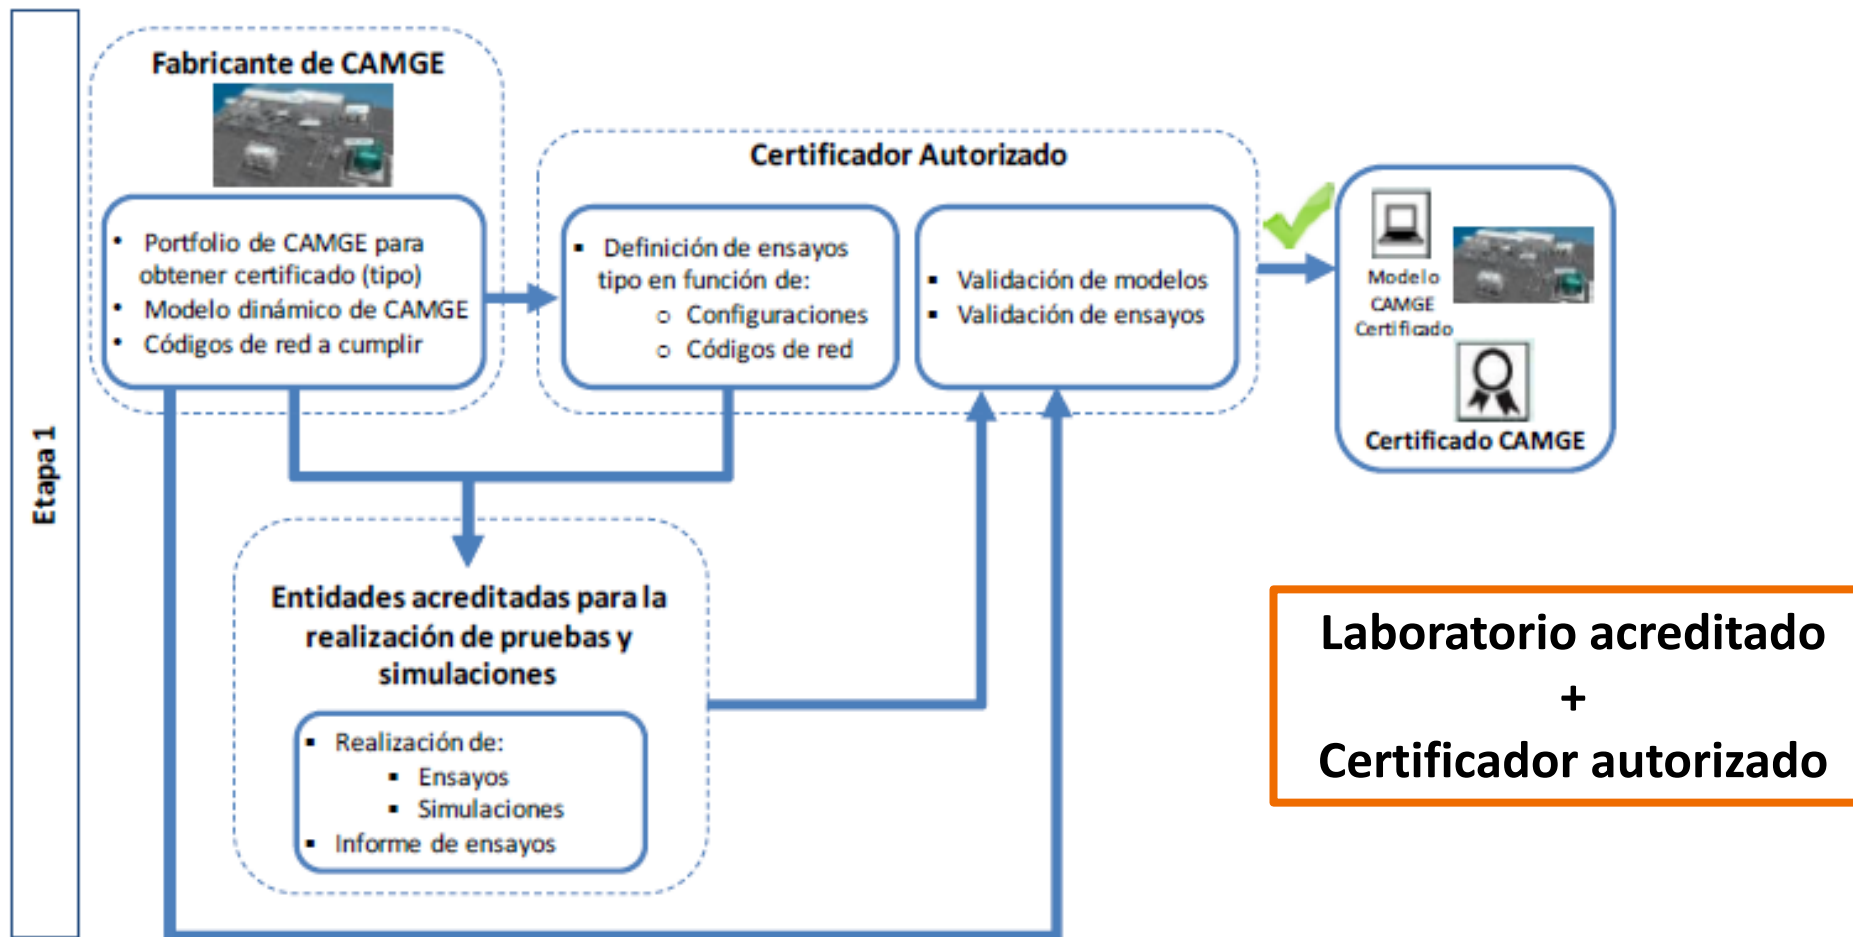 Etapa 1
Fabricante de CAMGE
• Portfolio de CAMGE para
obtener certificado (tipo)
• Modelo dinámico de CAMGE
• Códigos de red a cumplir
Certificador Autorizado
▪ Definición de ensayos
tipo en función de:
o Configuraciones
o Códigos de red
▪ Validación de modelos
▪ Validación de ensayos
Modelo
CAMGE
Certificado
Certificado CAMGE
Entidades acreditadas para la
realización de pruebas y
simulaciones
▪ Realización de:
▪ Ensayos
▪ Simulaciones
▪ Informe de ensayos
Laboratorio acreditado
+
Certificador autorizado